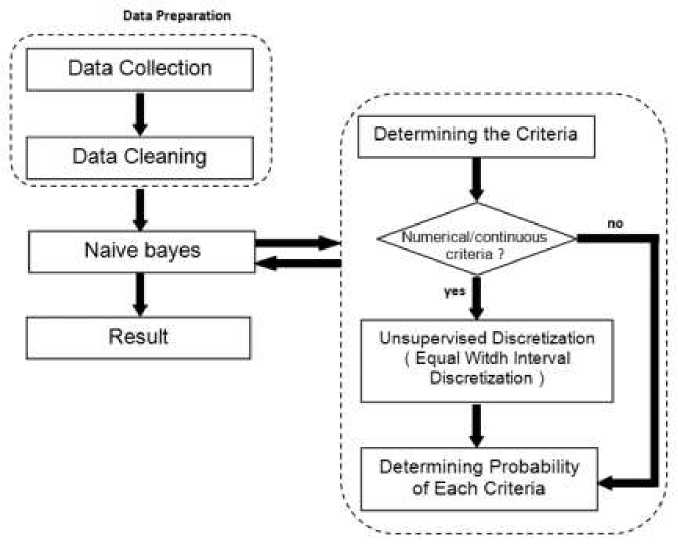 Data Preparation
Data Collection
Data Cleaning
Naive bayes
Result
Determining the Criteria
Numerical/continuous
criteria ?
no
yes
Unsupervised Discretization
( Equal Witdh Interval
Discretization )
Determining Probability
of Each Criteria